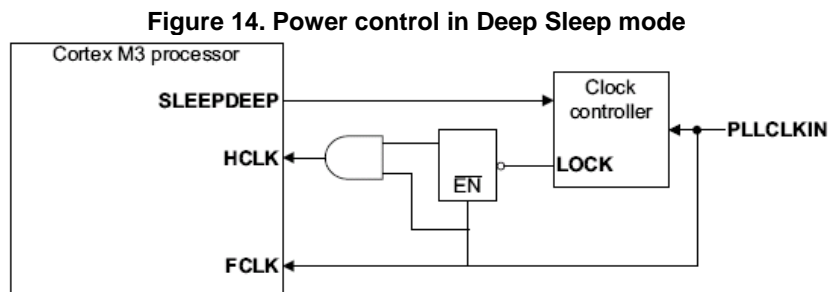 Figure 14. Power control in Deep Sleep mode
Cortex M3 processor
SLEEPDEEP
Clock
controller
PLLCLKIN
HCLK
LOCK
EN
FCLK